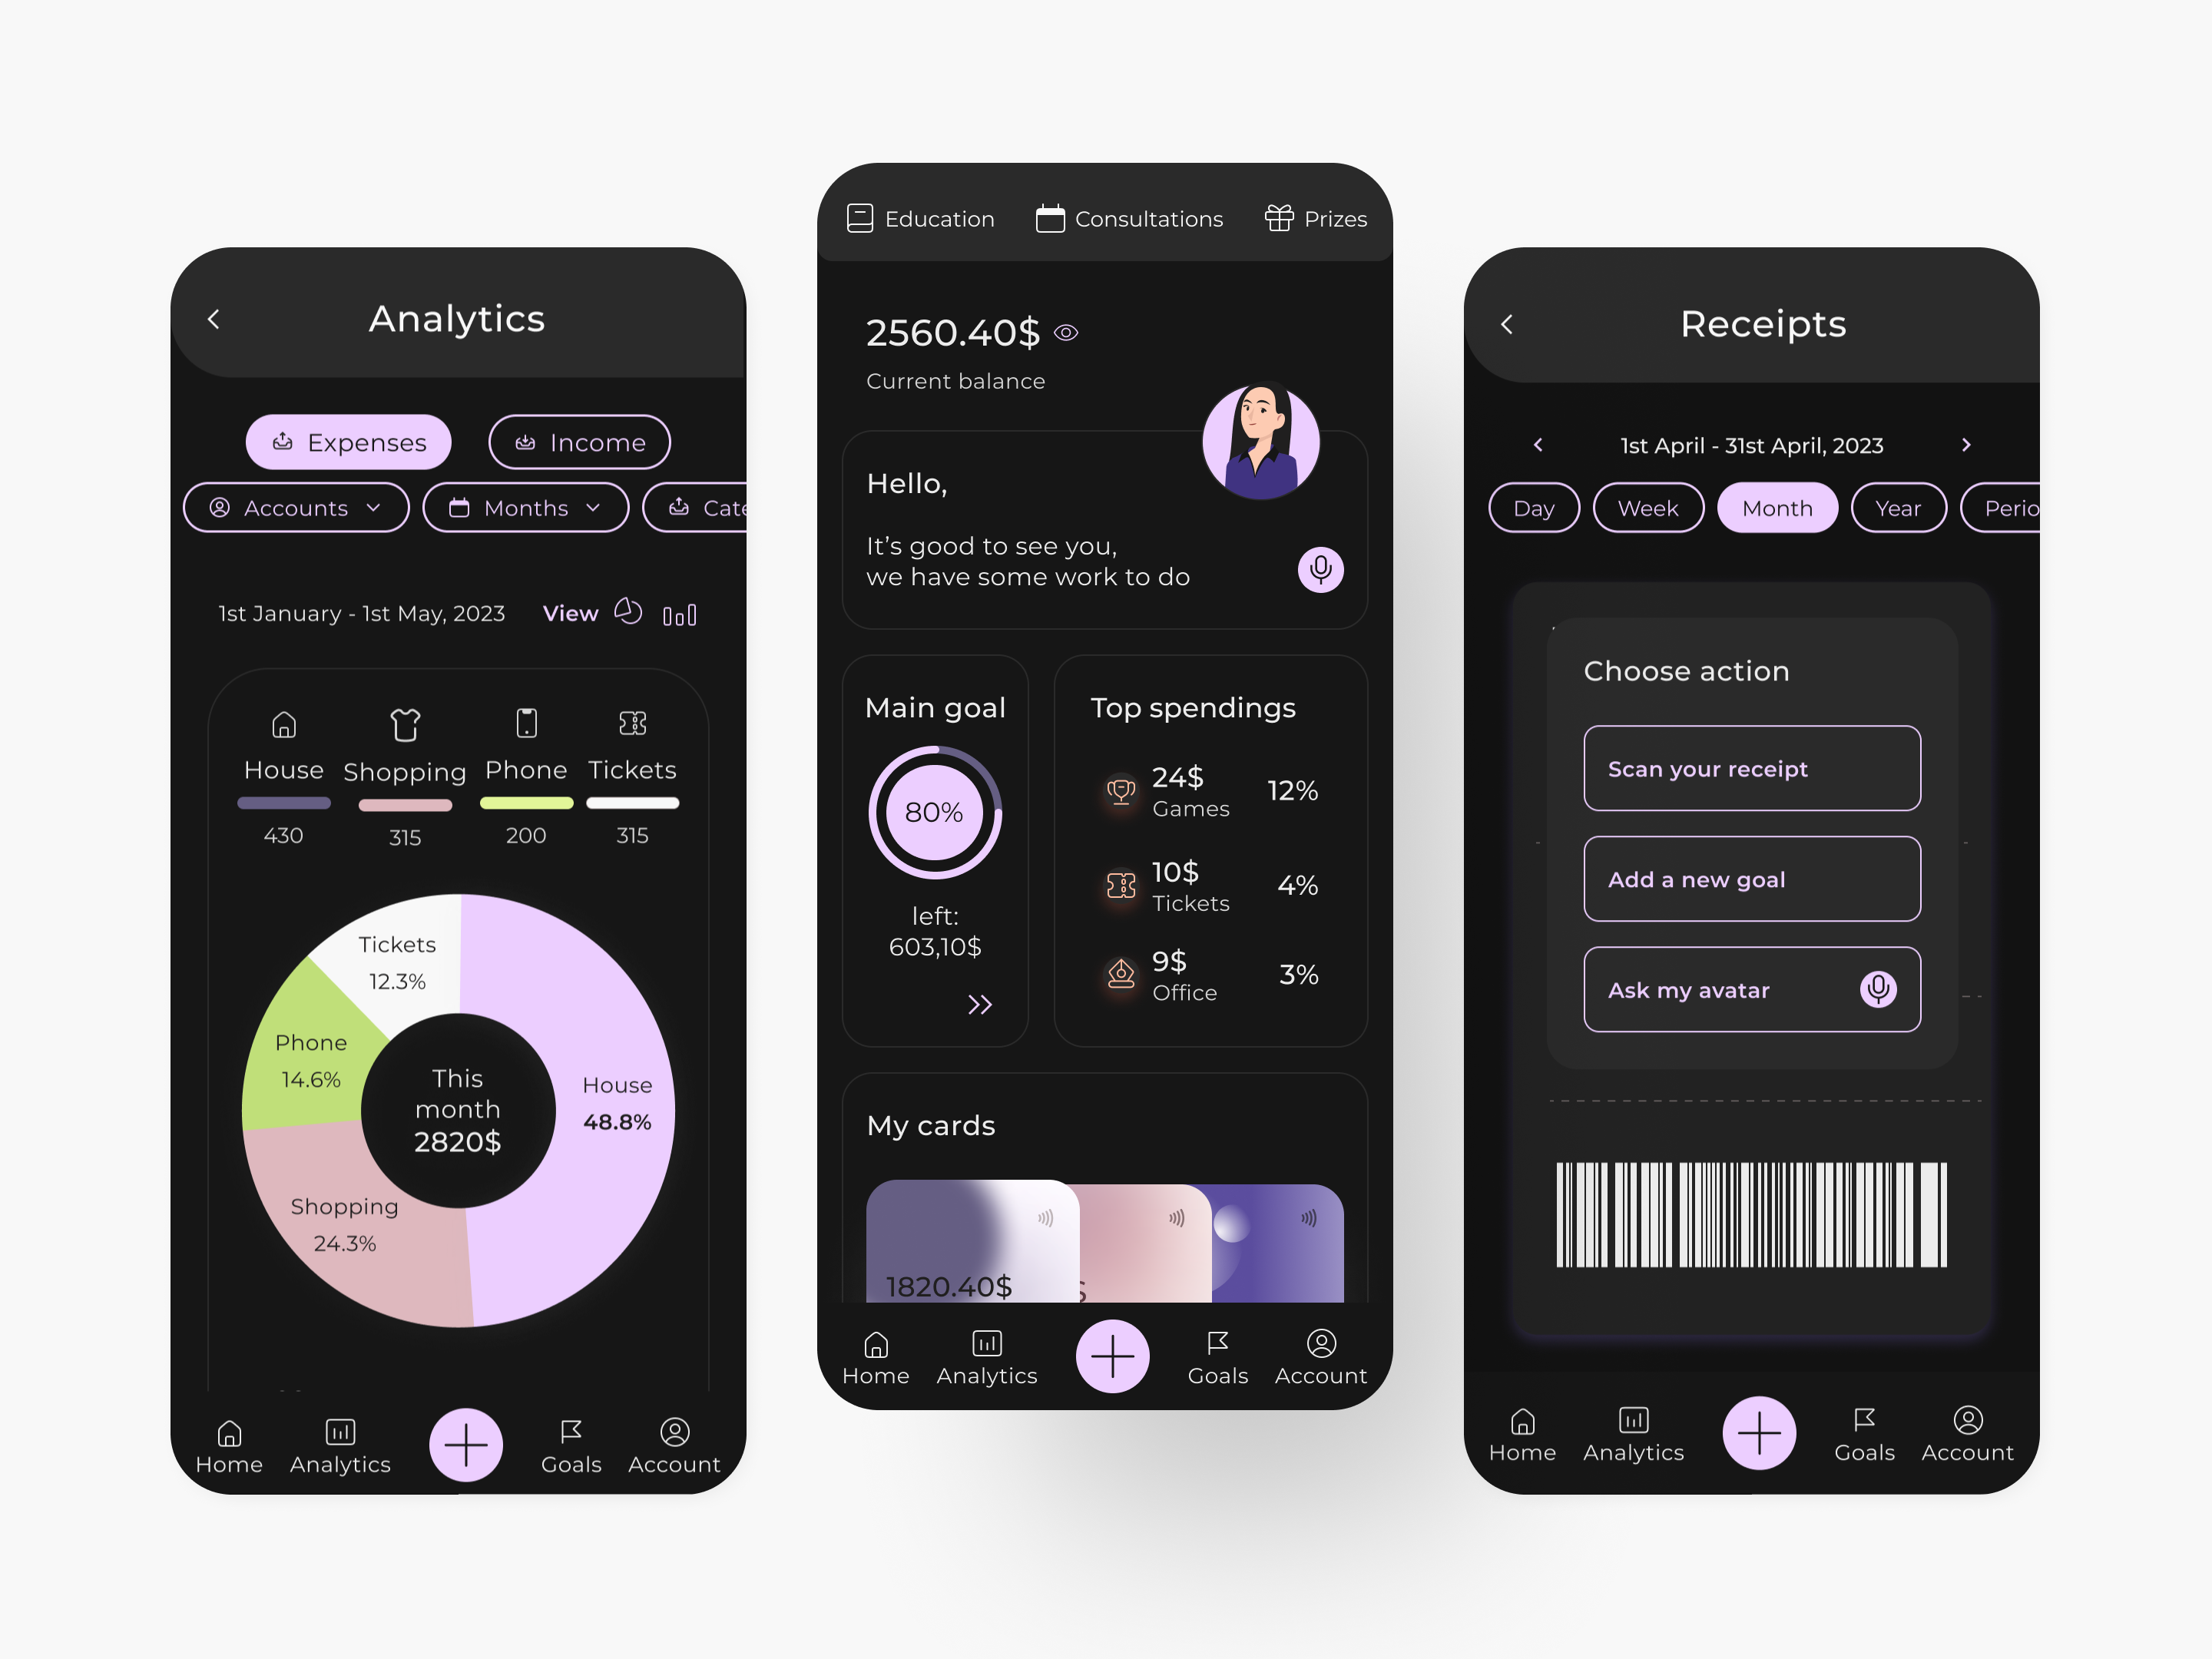 Analytics
Expenses
Income
Accounts
Months
Cate
1st January - 1st May, 2023
View
House
Shopping
Phone
Tickets
430
315
200
315
Tickets
12.3%
Phone
14.6%
House
48.8%
This
month
2820$
Shopping
24.3%
Home
Analytics
Goals
Account
Education
Consultations
Prizes
2560.40$
Current balance
Hello,
It’s good to see you,
we have some work to do
Main goal
80%
left:
603,10$
Top spendings
24$
Games
12%
10$
Tickets
4%
9$
Office
3%
My cards
1820.40$
$
Home
Analytics
Goals
Account
Receipts
1st April - 31st April, 2023
Day
Week
Month
Year
Perio
Choose action
Scan your receipt
Add a new goal
Ask my avatar
Home
Analytics
Goals
Account